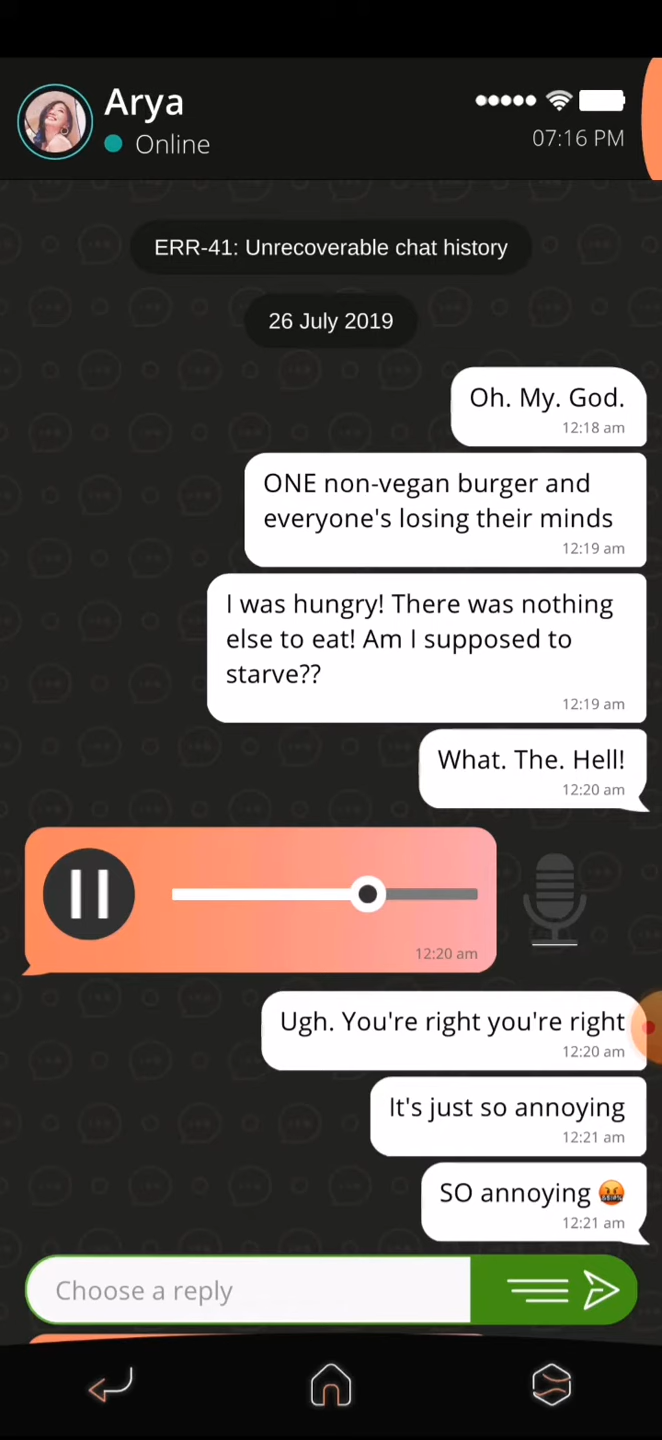 Arya
Online
07:16 PM
ERR-41: Unrecoverable chat history
26 July 2019
Oh. My. God.
12:18 am
ONE non-vegan burger and
everyone's losing their minds
12:19 am
I was hungry! There was nothing
else to eat! Am I supposed to
starve??
12:19 am
What. The. Hell!
12:20 am
12:20 am
Ugh. You're right you're right
12:20 am
It's just so annoying
12:21 am
SO annoying 🤬
12:21 am
Choose a reply